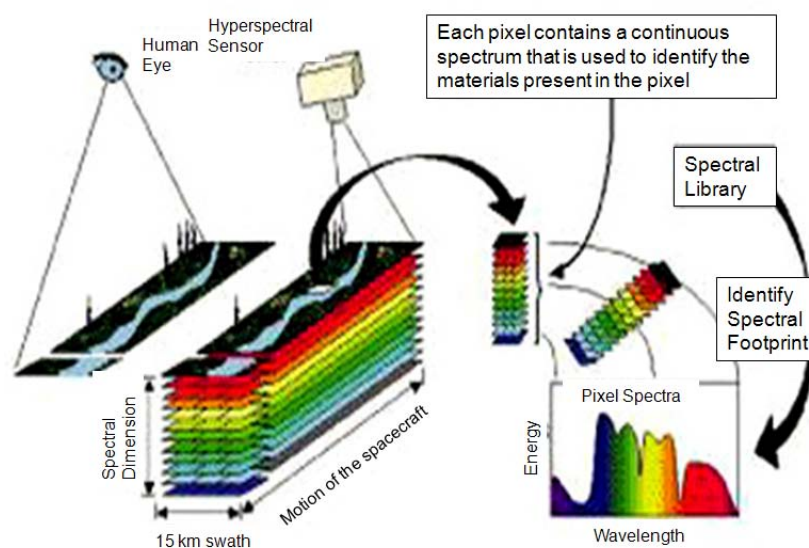 Human
Eye
Hyperspectral
Sensor
Each pixel contains a continuous
spectrum that is used to identify the
materials present in the pixel
Spectral
Library
Identify
Spectral
Footprint
Spectral
Dimension
15 km swath
Motion of the spacecraft
Pixel Spectra
Energy
Wavelength